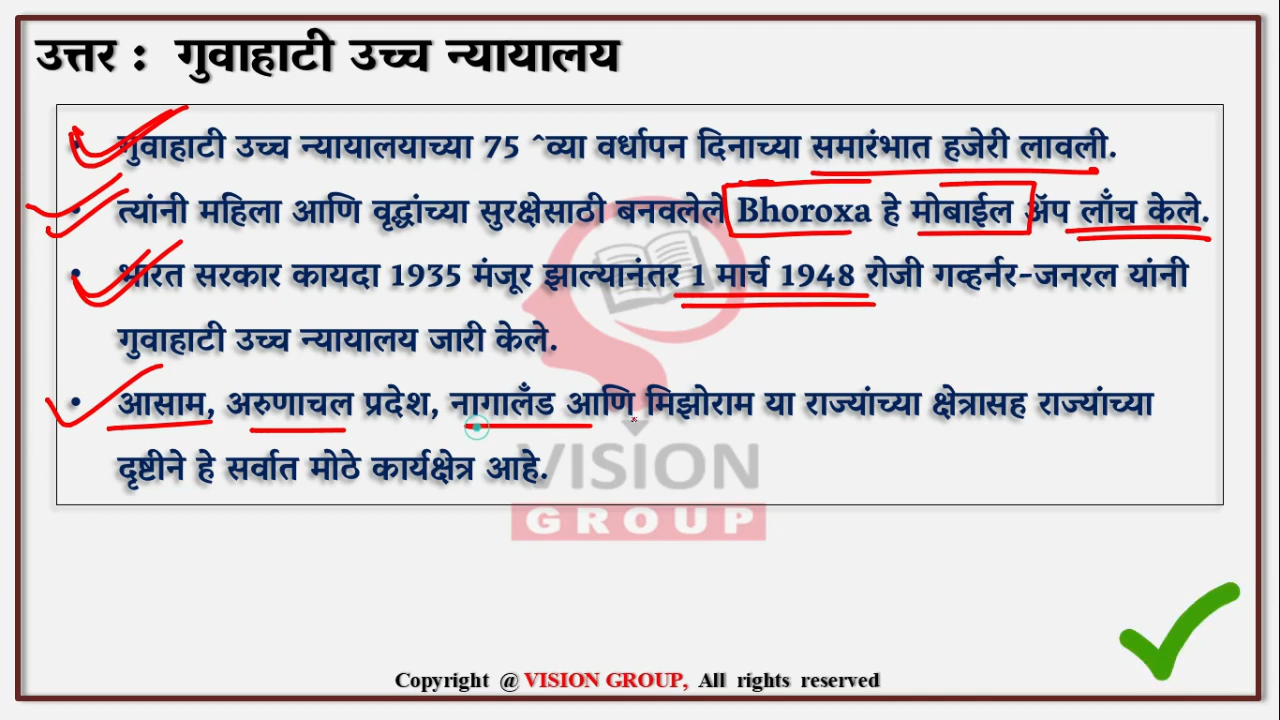 उत्तर : गुवाहाटी उच्च न्यायालय
• गुवाहाटी उच्च न्यायालयाच्या 75 ^व्या वर्धापन दिनाच्या समारंभात हजेरी लावली.
• त्यांनी महिला आणि वृद्धांच्या सुरक्षेसाठी बनवलेले Bhoroxa हे मोबाईल ॲप लाँच केले.
• भारत सरकार कायदा 1935 मंजूर झाल्यानंतर 1 मार्च 1948 रोजी गव्हर्नर-जनरल यांनी
गुवाहाटी उच्च न्यायालय जारी केले.
• आसाम, अरुणाचल प्रदेश, नागालँड आणि मिझोराम या राज्यांच्या क्षेत्रासह राज्यांच्या
दृष्टीने हे सर्वात मोठे कार्यक्षेत्र आहे.
VISION
GROUP
Copyright @ VISION GROUP, All rights reserved